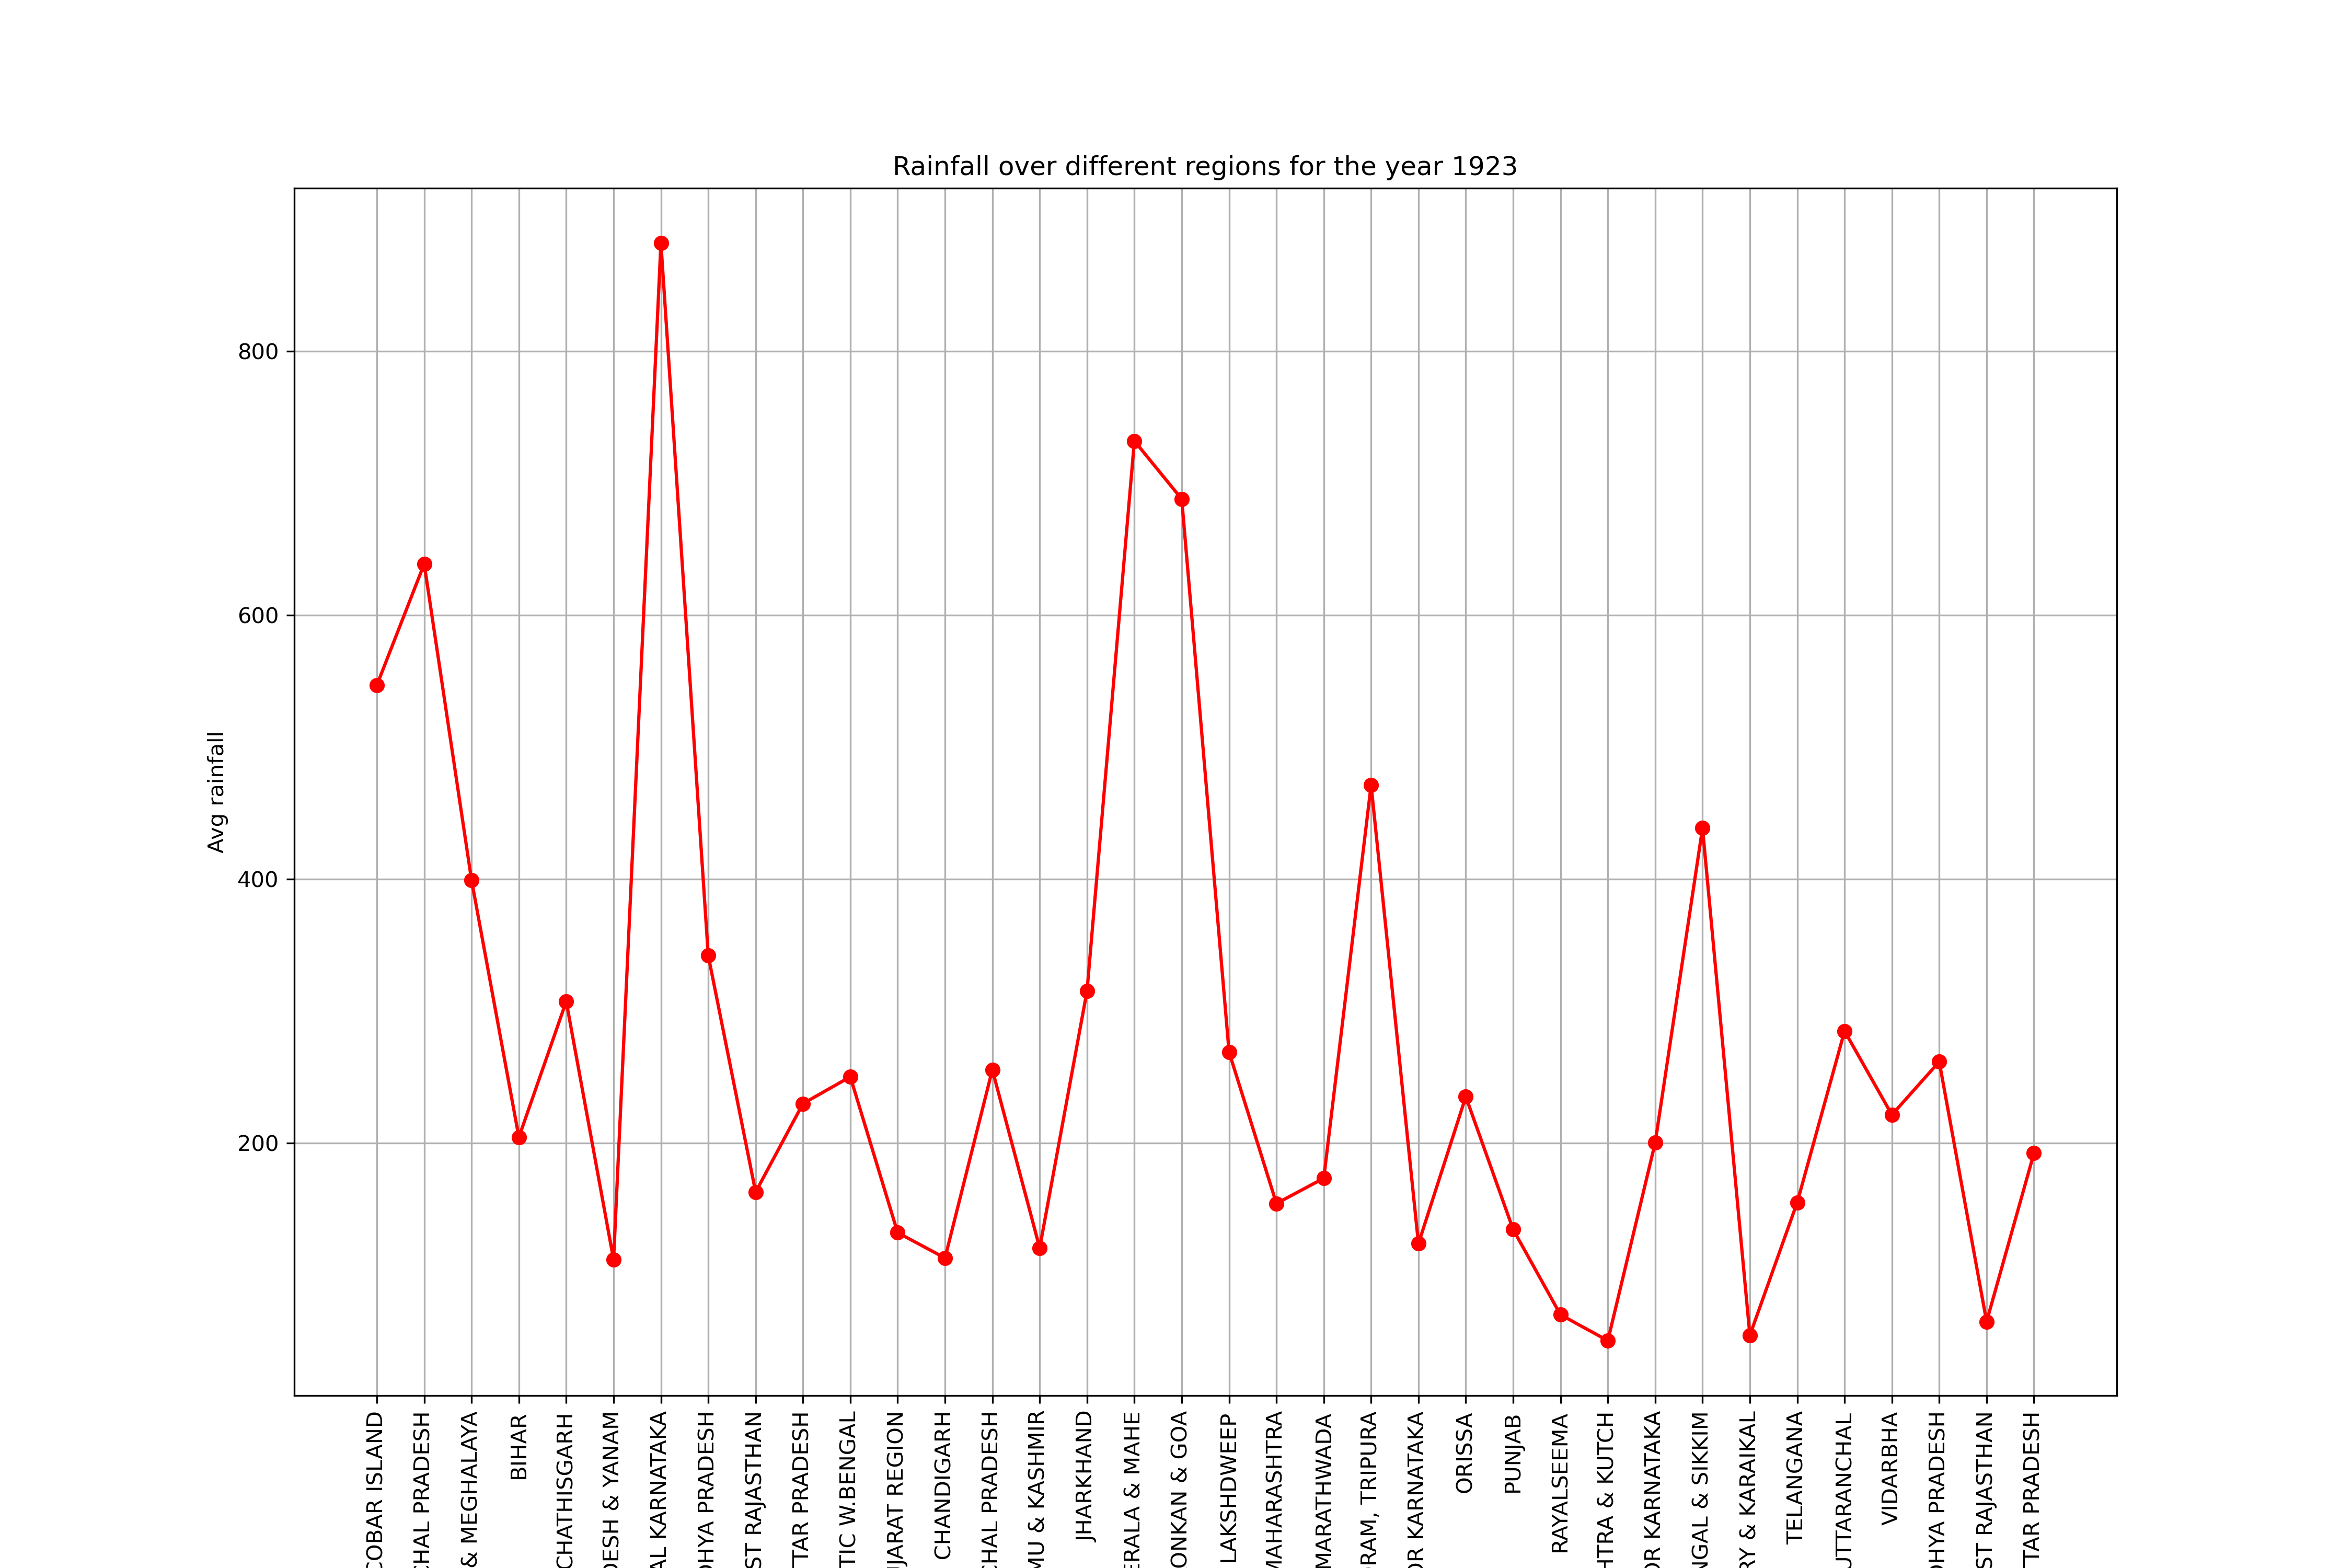 Rainfall over different regions for the year 1923
Avg rainfall
800
600
400
200
COBAR ISLAND
CHAL PRADESH
& MEGHALAYA
BIHAR
CHATHISGARH
DESH & YANAM
AL KARNATAKA
DHYA PRADESH
ST RAJASTHAN
TTAR PRADESH
TIC W.BENGAL
JARAT REGION
CHANDIGARH
CHAL PRADESH
MU & KASHMIR
JHARKHAND
ERALA & MAHE
ONKAN & GOA
LAKSHDWEEP
MAHARASHTRA
MARATHWADA
RAM, TRIPURA
OR KARNATAKA
ORISSA
PUNJAB
RAYALSEEMA
HTRA & KUTCH
OR KARNATAKA
NGAL & SIKKIM
RY & KARAIKAL
TELANGANA
UTTARANCHAL
VIDARBHA
DHYA PRADESH
ST RAJASTHAN
TTAR PRADESH